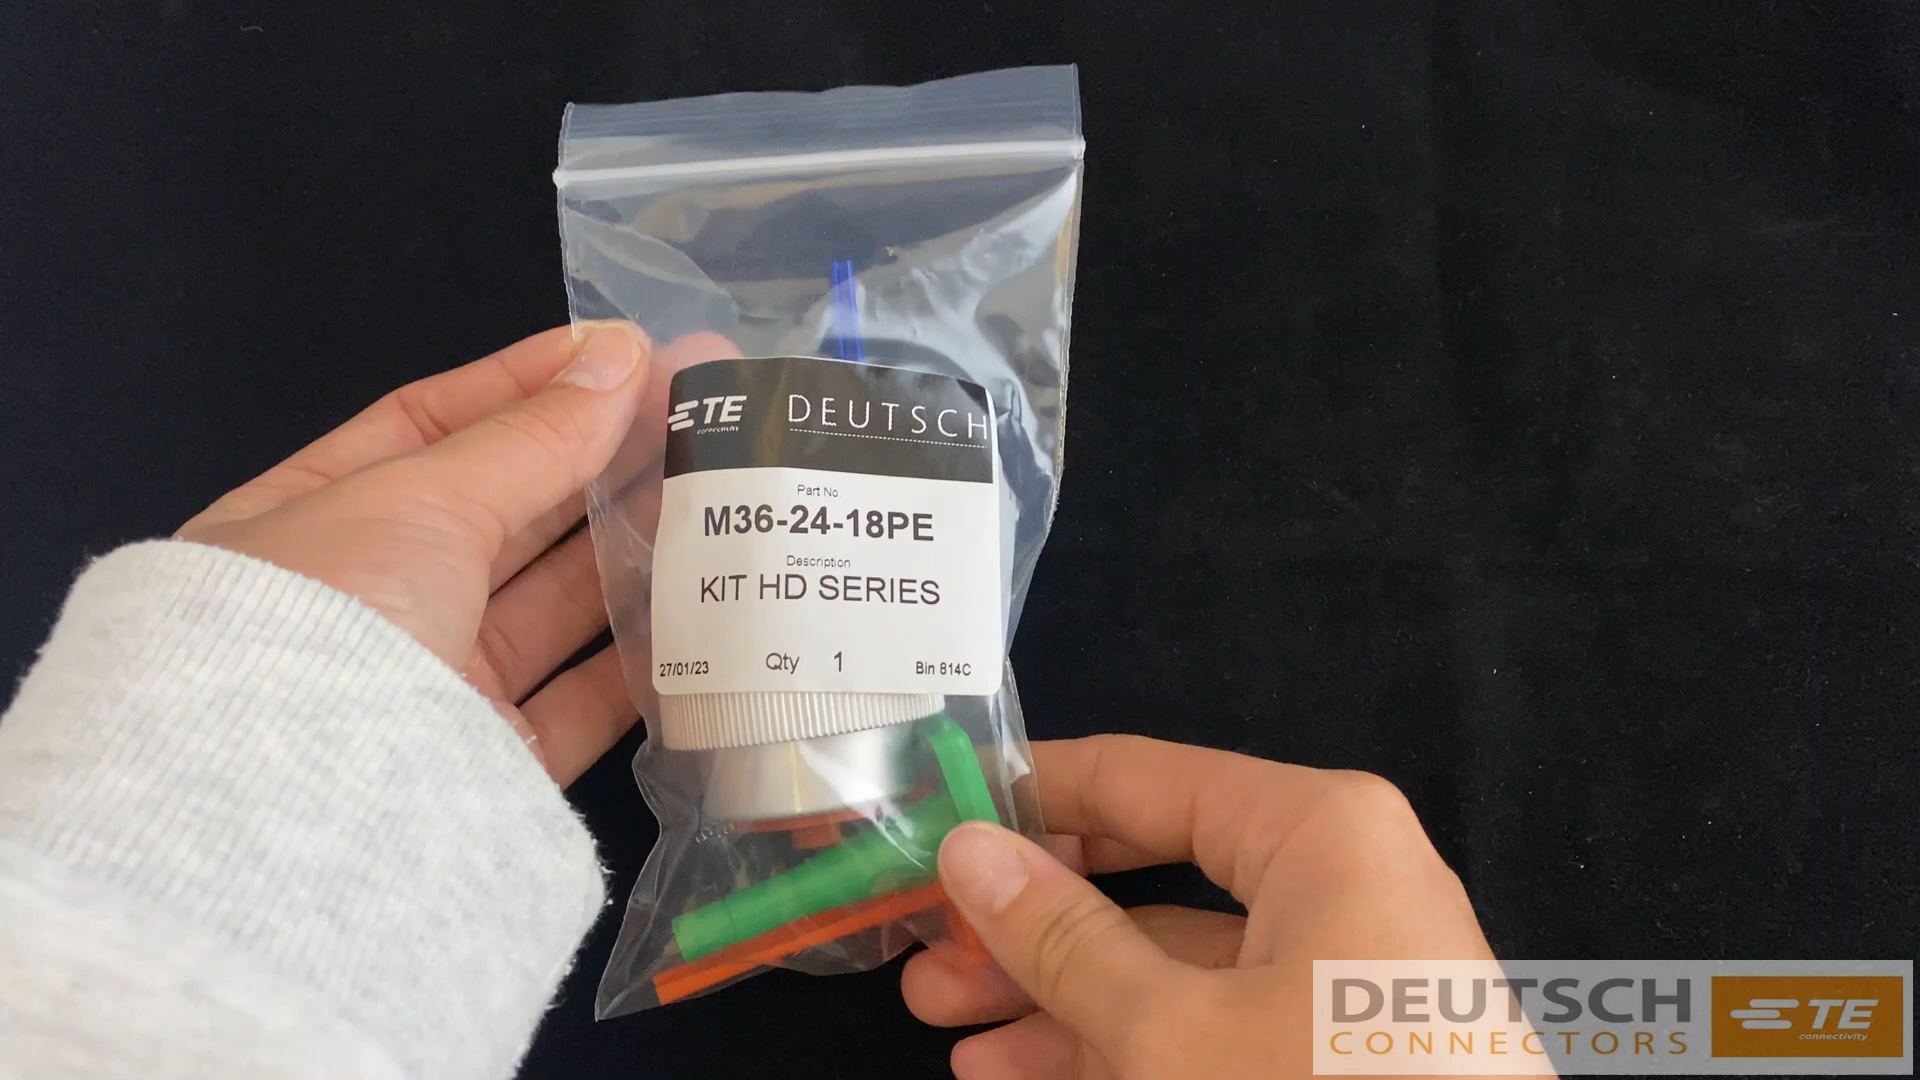 TE
connectivity
DEUTSCH
Part No.
M36-24-18PE
Description
KIT HD SERIES
27/01/23 Qty 1 Bin 814C
DEUTSCH
CONNECTORS
TE
connectivity